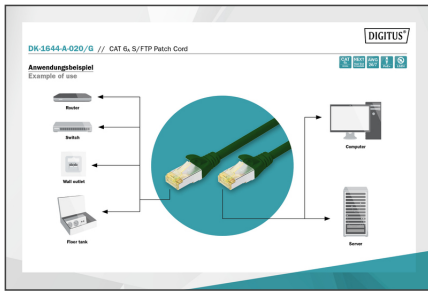 DIGITUS®
DK-1644-A-020/G // CAT 6A S/FTP Patch Cord
Anwendungsbeispiel
Example of use
Router
Switch
Wall outlet
Floor tank
Computer
Server